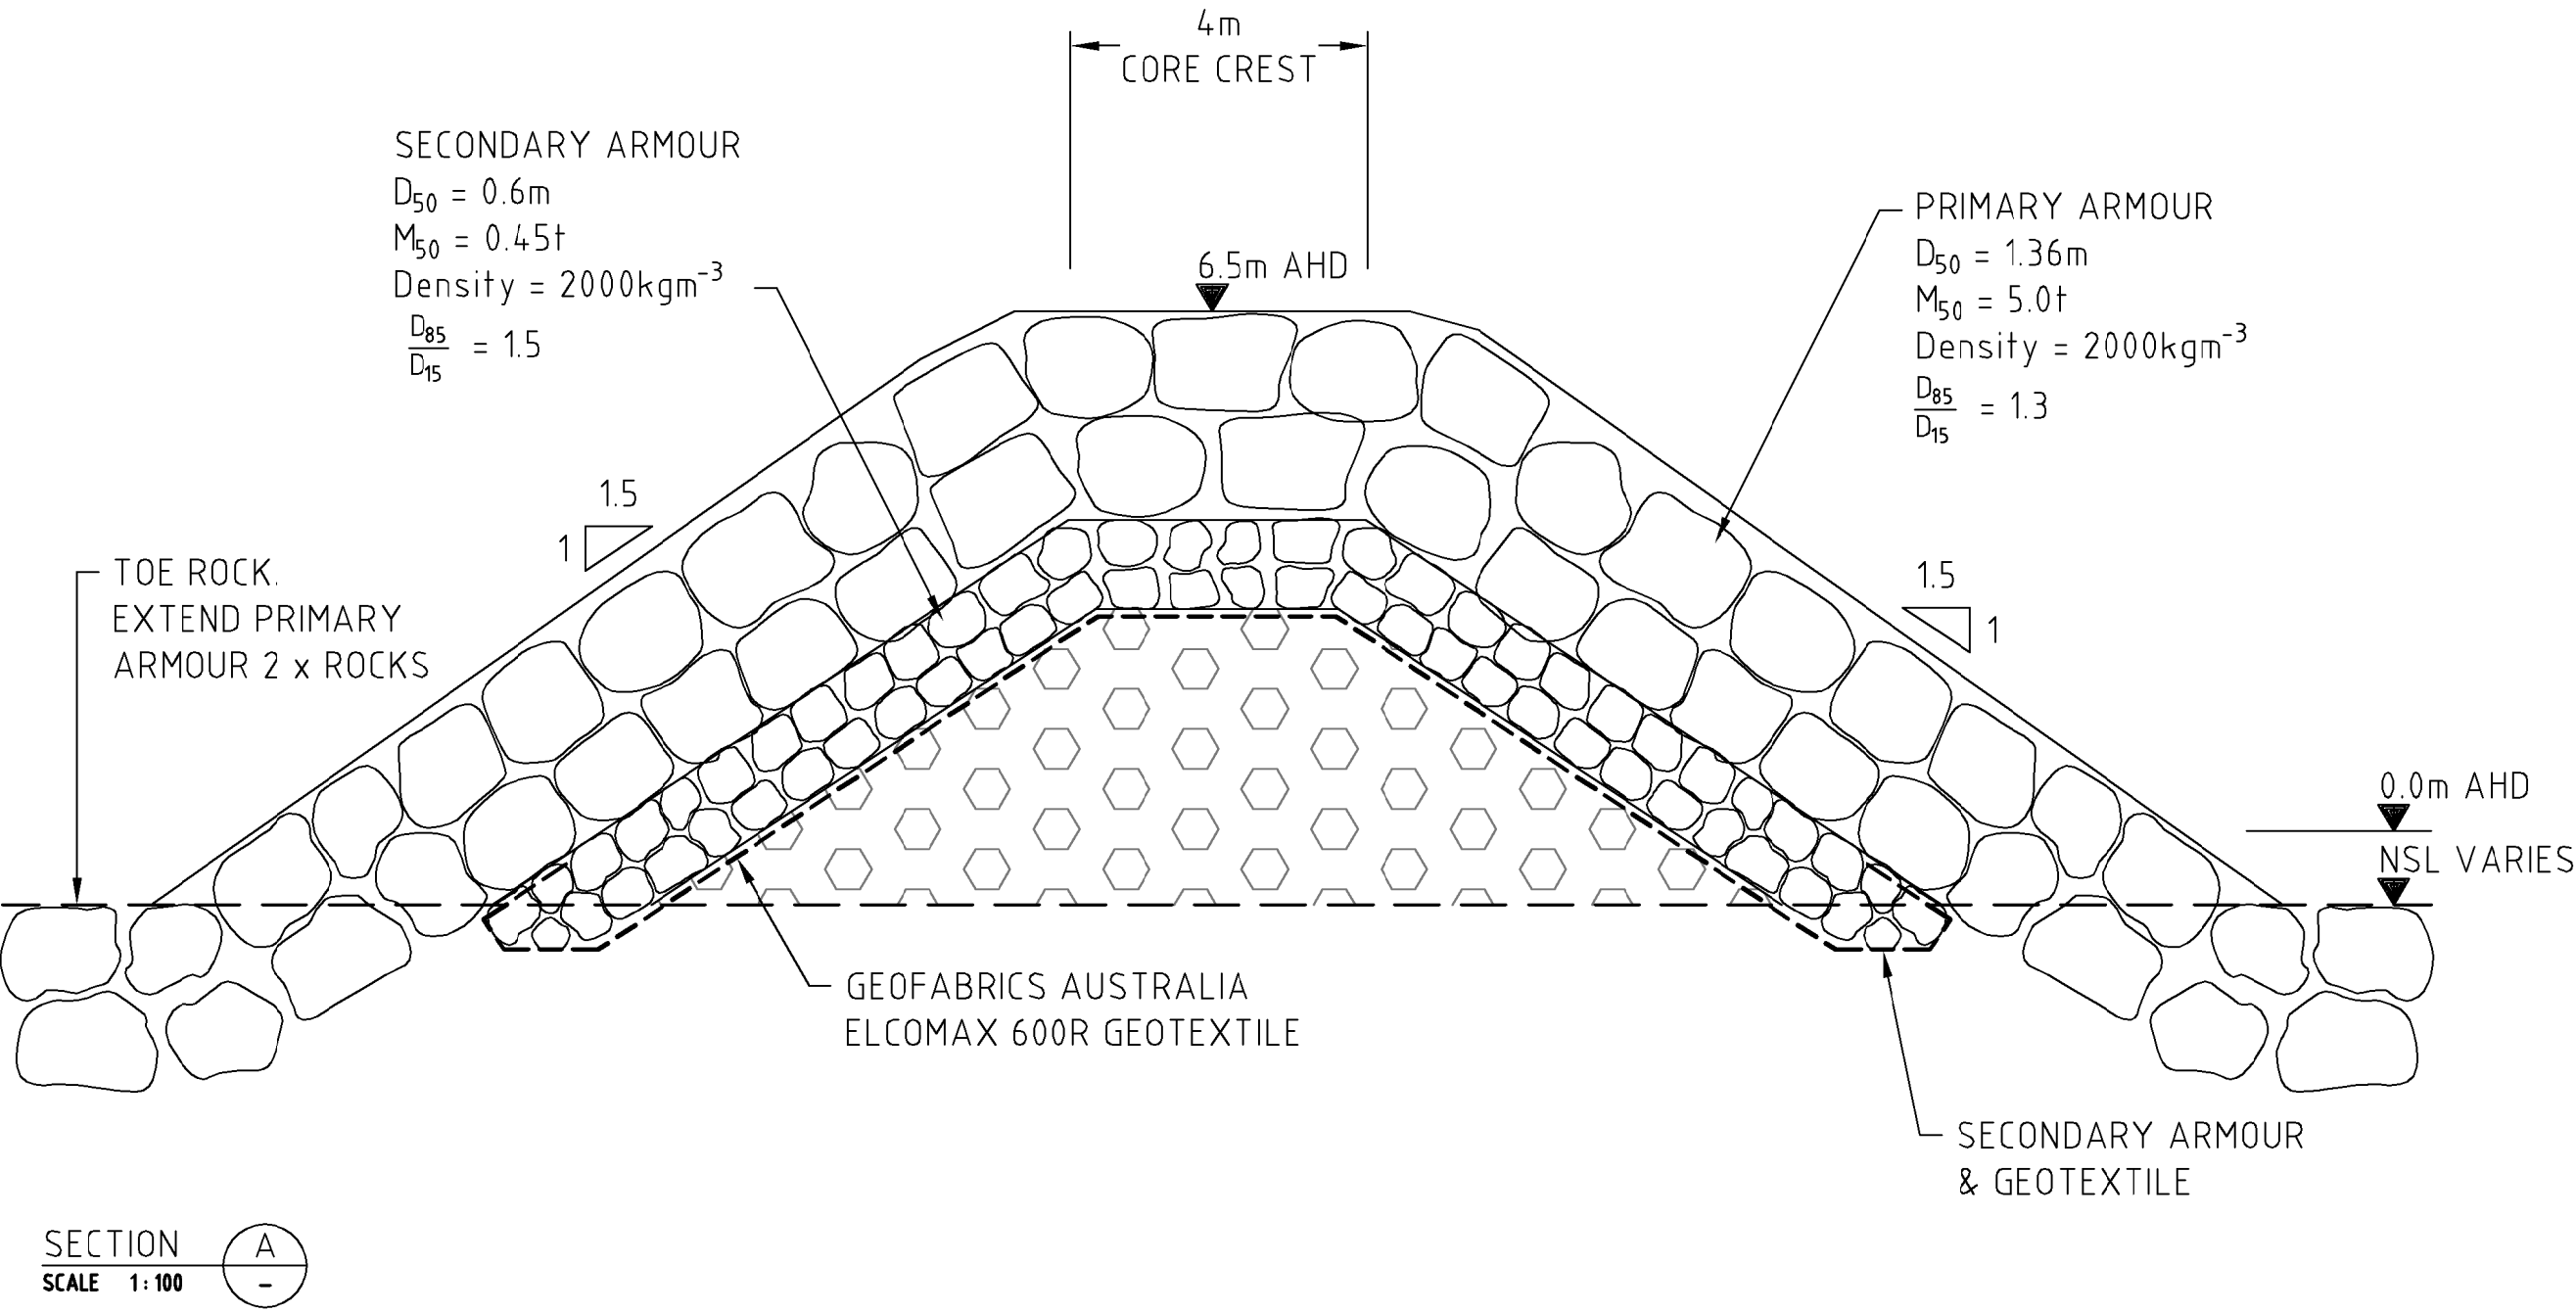 4m
CORE CREST
SECONDARY ARMOUR
D50 = 0.6m
M50 = 0.45t
Density = 2000kgm-3
D85
D15
= 1.5
PRIMARY ARMOUR
D50 = 1.36m
M50 = 5.0t
Density = 2000kgm-3
D85
D15
= 1.3
6.5m AHD
1.5
1
TOE ROCK.
EXTEND PRIMARY
ARMOUR 2 x ROCKS
1.5
1
0.0m AHD
NSL VARIES
GEOFABRICS AUSTRALIA
ELCOMAX 600R GEOTEXTILE
SECONDARY ARMOUR
& GEOTEXTILE
SECTION
A
SCALE 1:100
-